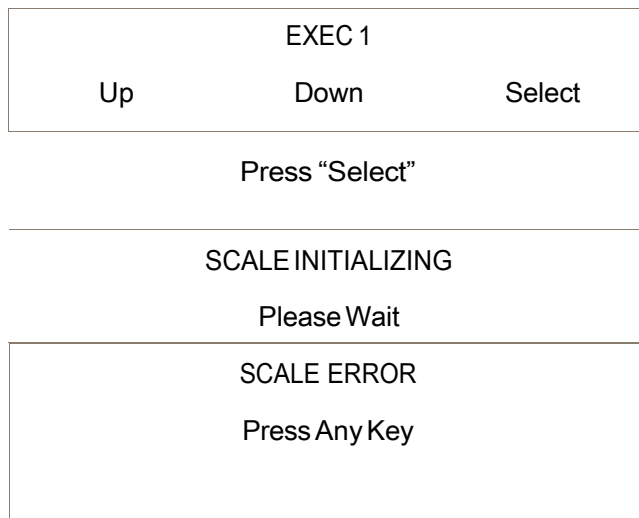 EXEC 1
Up Down Select
Press “Select”
SCALE INITIALIZING
Please Wait
SCALE ERROR
Press Any Key